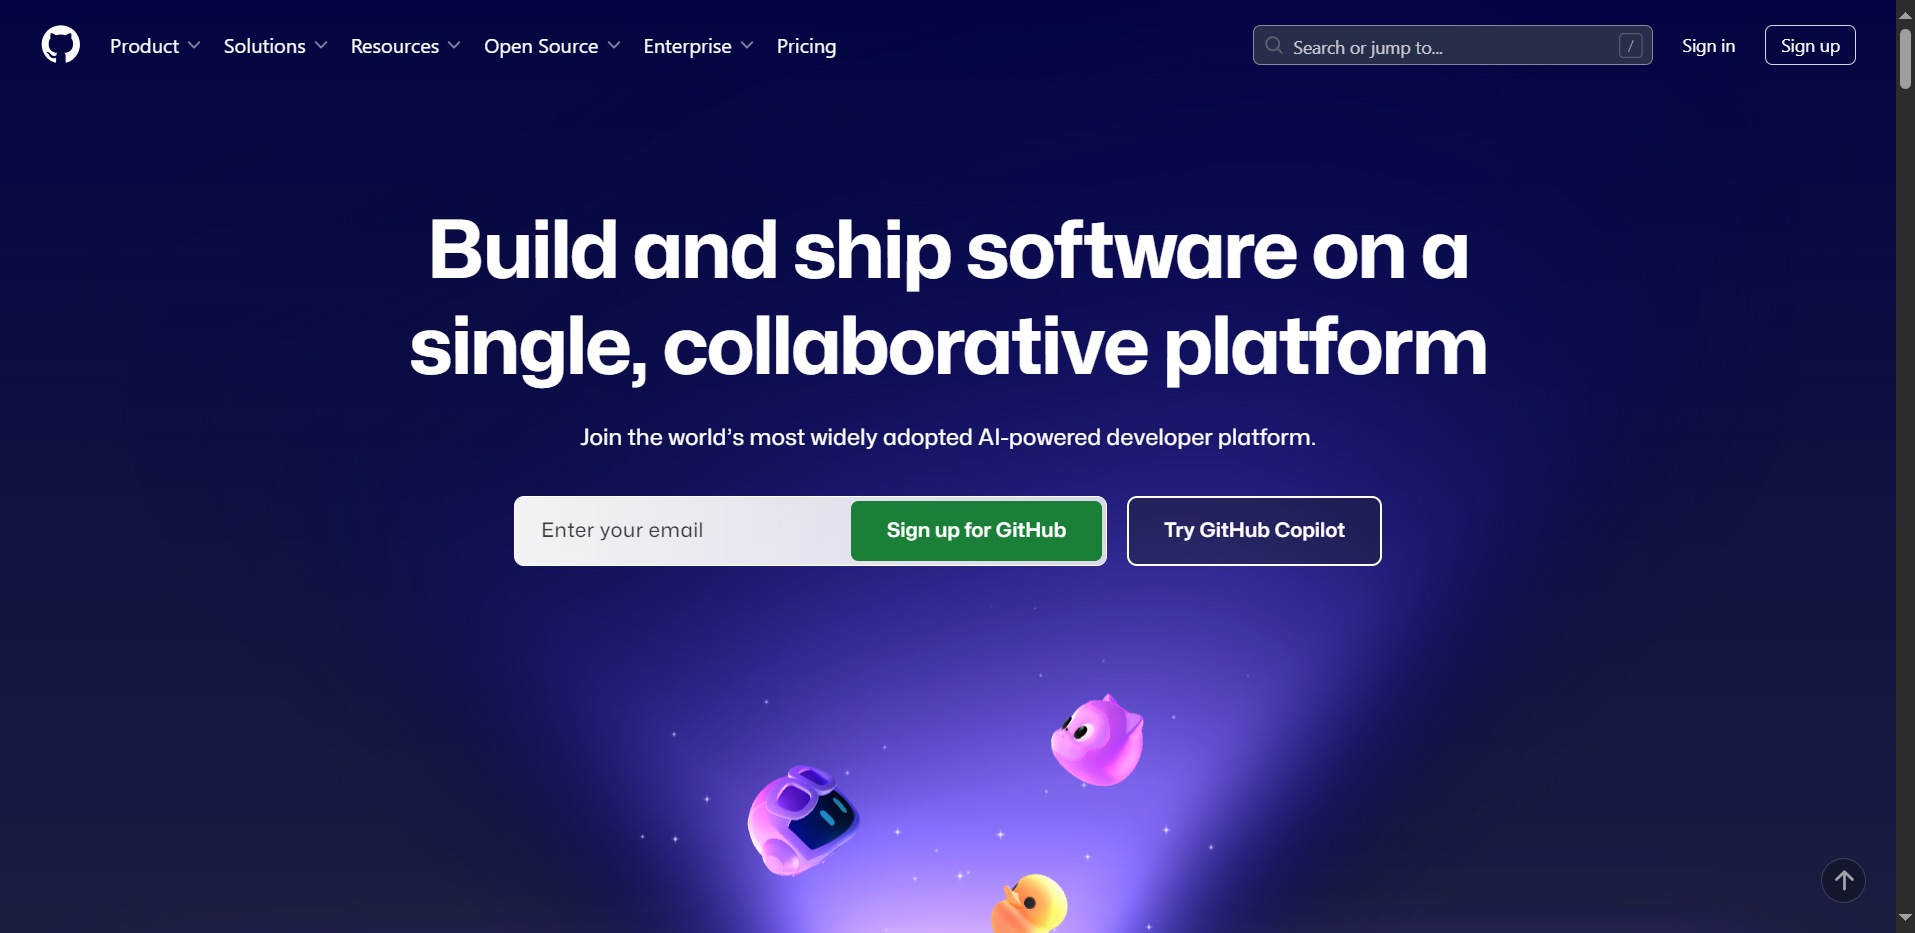 Product Solutions Resources Open Source Enterprise Pricing Search or jump to... / Sign in Sign up
Build and ship software on a
single, collaborative platform
Join the world’s most widely adopted AI-powered developer platform.
Enter your email Sign up for GitHub Try GitHub Copilot